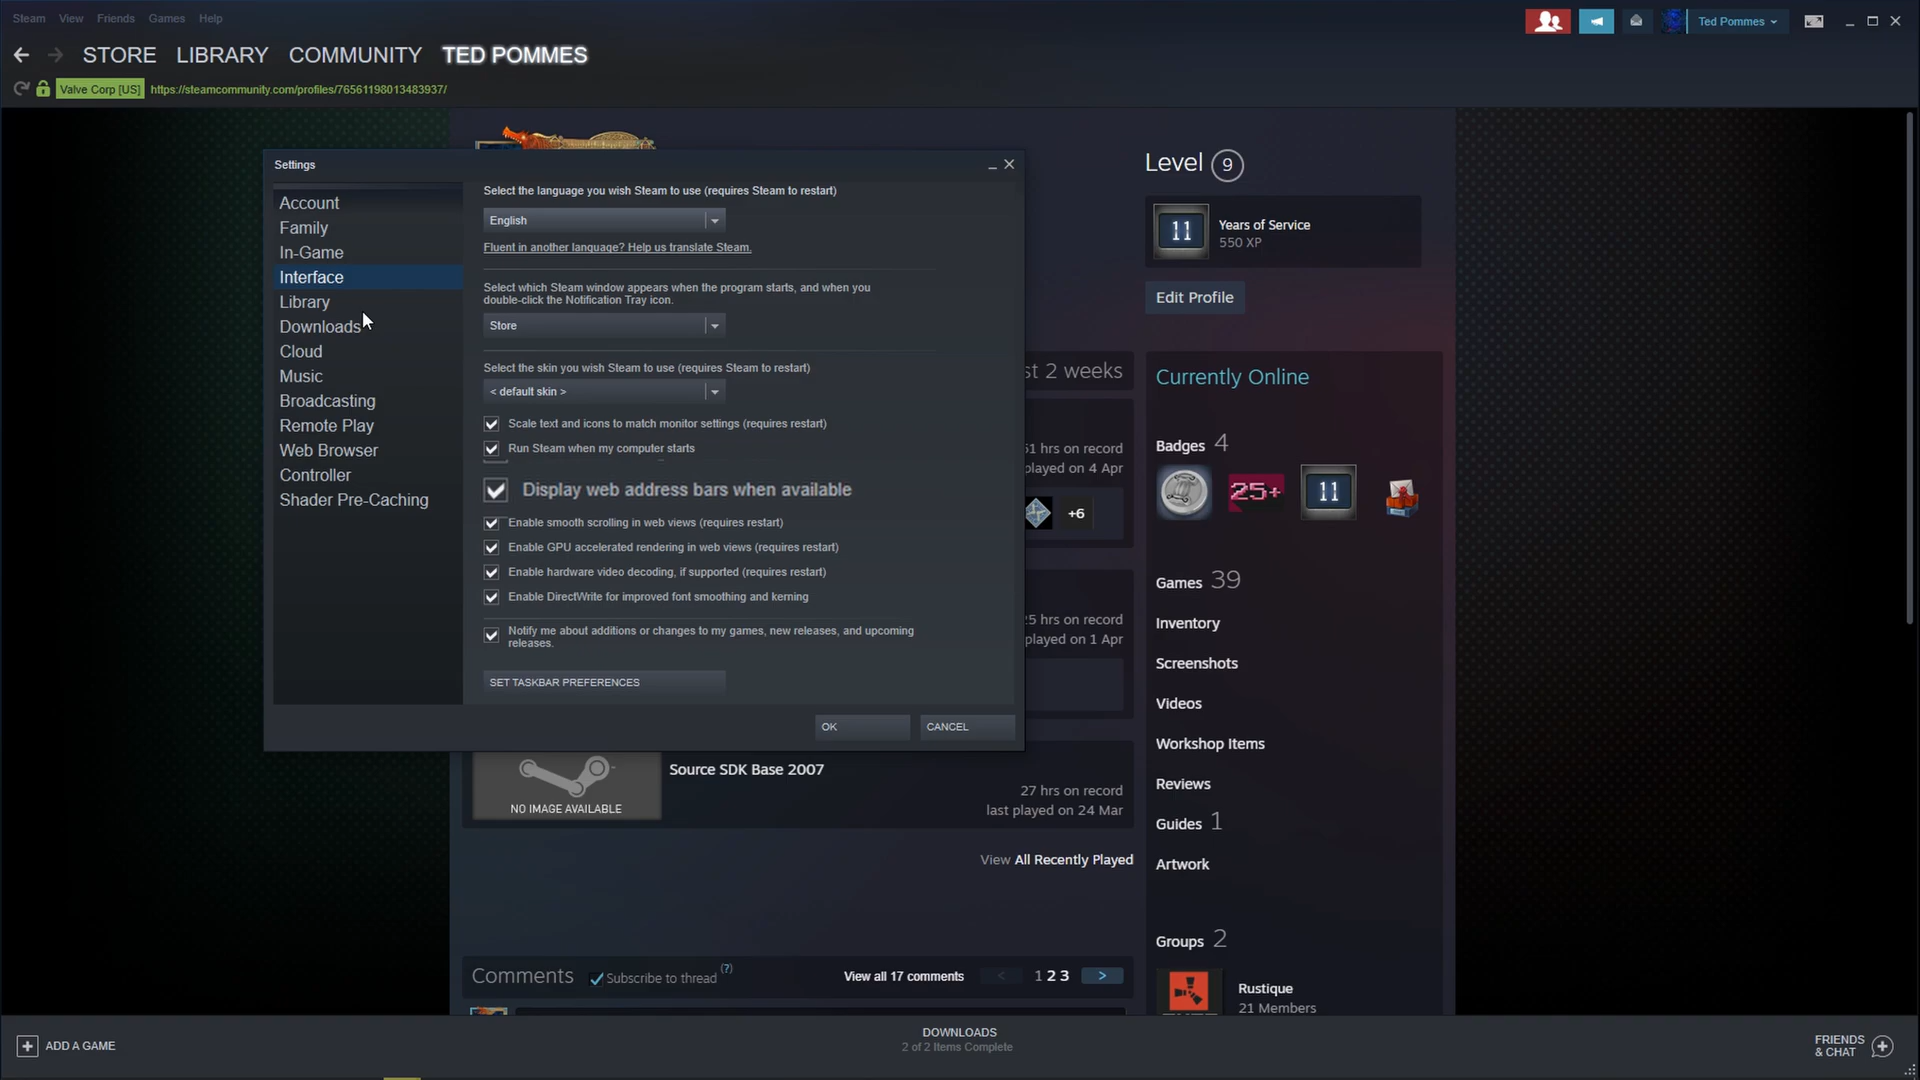 Steam View Friends Games Help
Ted Pommes
STORE LIBRARY COMMUNITY TED POMMES
Valve Corp [US] https://steamcommunity.com/profiles/76561198013483937/
Settings
Account
Family
In-Game
Interface
Library
Downloads
Cloud
Music
Broadcasting
Remote Play
Web Browser
Controller
Shader Pre-Caching
Select the language you wish Steam to use (requires Steam to restart)
English
Fluent in another language? Help us translate Steam.
Select which Steam window appears when the program starts, and when you
double-click the Notification Tray icon.
Store
Select the skin you wish Steam to use (requires Steam to restart)
< default skin >
Scale text and icons to match monitor settings (requires restart)
Run Steam when my computer starts
Display web address bars when available
Enable smooth scrolling in web views (requires restart)
Enable GPU accelerated rendering in web views (requires restart)
Enable hardware video decoding, if supported (requires restart)
Enable DirectWrite for improved font smoothing and kerning
Notify me about additions or changes to my games, new releases, and upcoming
releases.
SET TASKBAR PREFERENCES
OK CANCEL
st 2 weeks
51 hrs on record
played on 4 Apr
+6
5 hrs on record
played on 1 Apr
NO IMAGE AVAILABLE
Source SDK Base 2007
27 hrs on record
last played on 24 Mar
View All Recently Played
Comments Subscribe to thread (?) View all 17 comments < 1 2 3 >
Level 9
11
Years of Service
550 XP
Edit Profile
Currently Online
Badges 4
25+ 11
Games 39
Inventory
Screenshots
Videos
Workshop Items
Reviews
Guides 1
Artwork
Groups 2
Rustique
21 Members
ADD A GAME
DOWNLOADS
2 of 2 Items Complete
FRIENDS
& CHAT